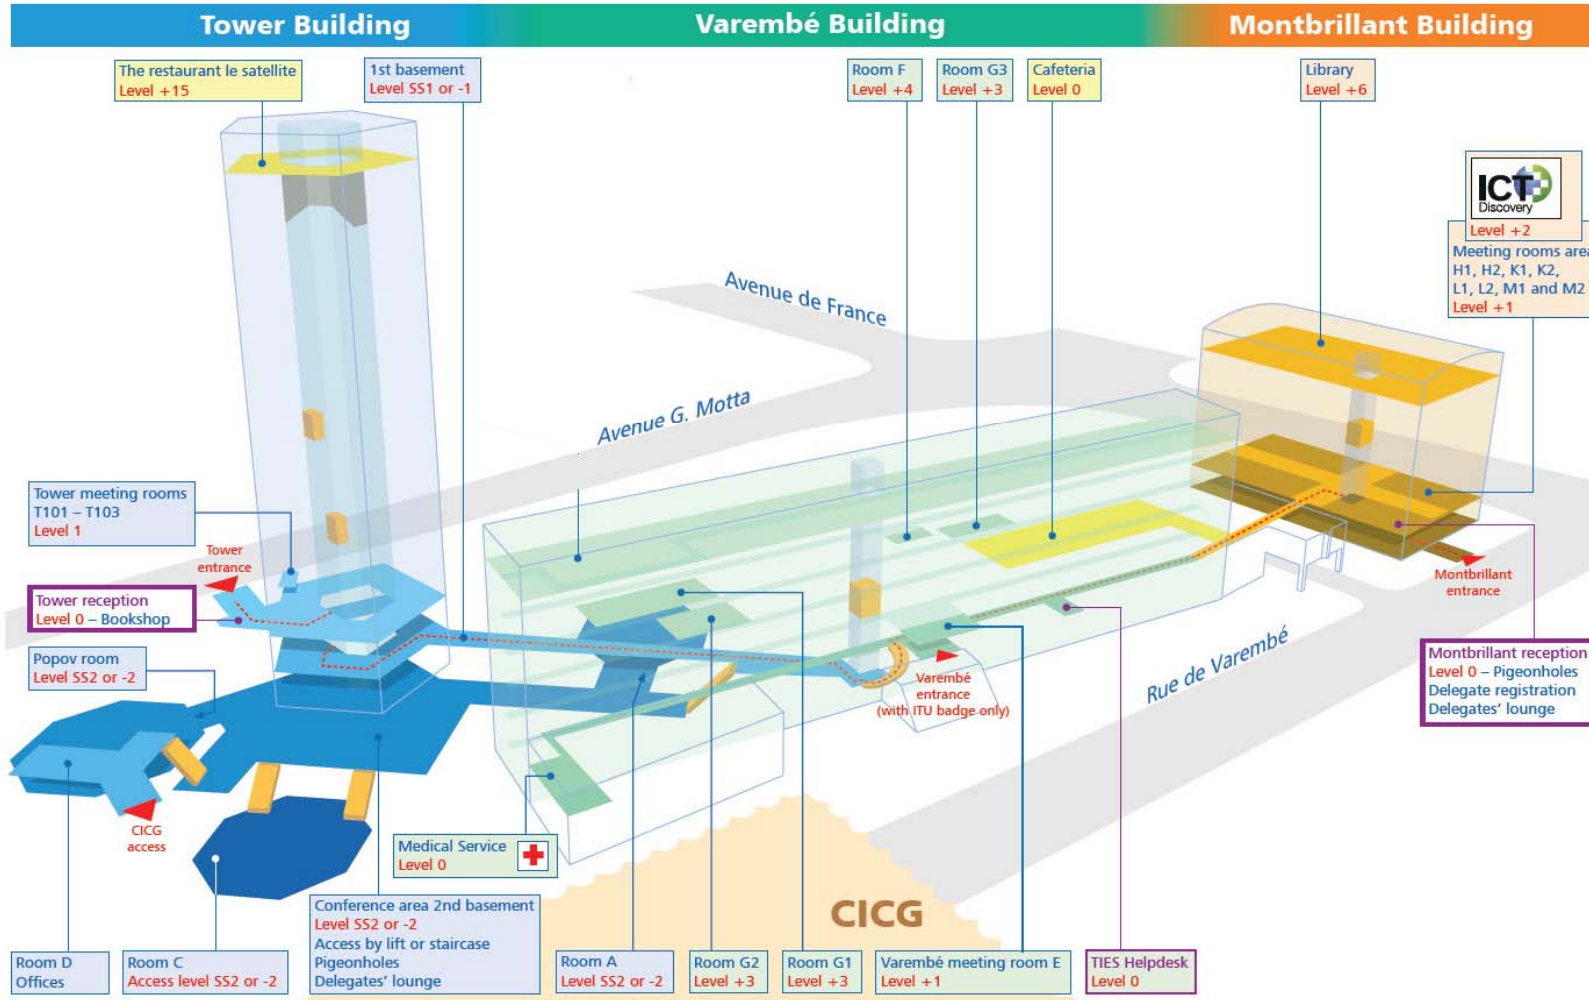 Tower Building
Varembé Building
Montbrillant Building
The restaurant le satellite
Level +15
1st basement
Level SS1 or -1
Room F
Level +4
Room G3
Level +3
Cafeteria
Level 0
Library
Level +6
ICT
Discovery
Level +2
Meeting rooms area
H1, H2, K1, K2,
L1, L2, M1 and M2
Level +1
Avenue de France
Avenue G. Motta
Tower meeting rooms
T101 – T103
Level 1
Tower
entrance
Tower reception
Level 0 – Bookshop
Popov room
Level SS2 or -2
Montbrillant
entrance
Rue de Varembé
Varembé
entrance
(with ITU badge only)
Montbrillant reception
Level 0 – Pigeonholes
Delegate registration
Delegates' lounge
CICG
access
Medical Service
Level 0
CICG
Room D
Offices
Room C
Access level SS2 or -2
Conference area 2nd basement
Level SS2 or -2
Access by lift or staircase
Pigeonholes
Delegates' lounge
Room A
Level SS2 or -2
Room G2
Level +3
Room G1
Level +3
Varembé meeting room E
Level +1
TIES Helpdesk
Level 0